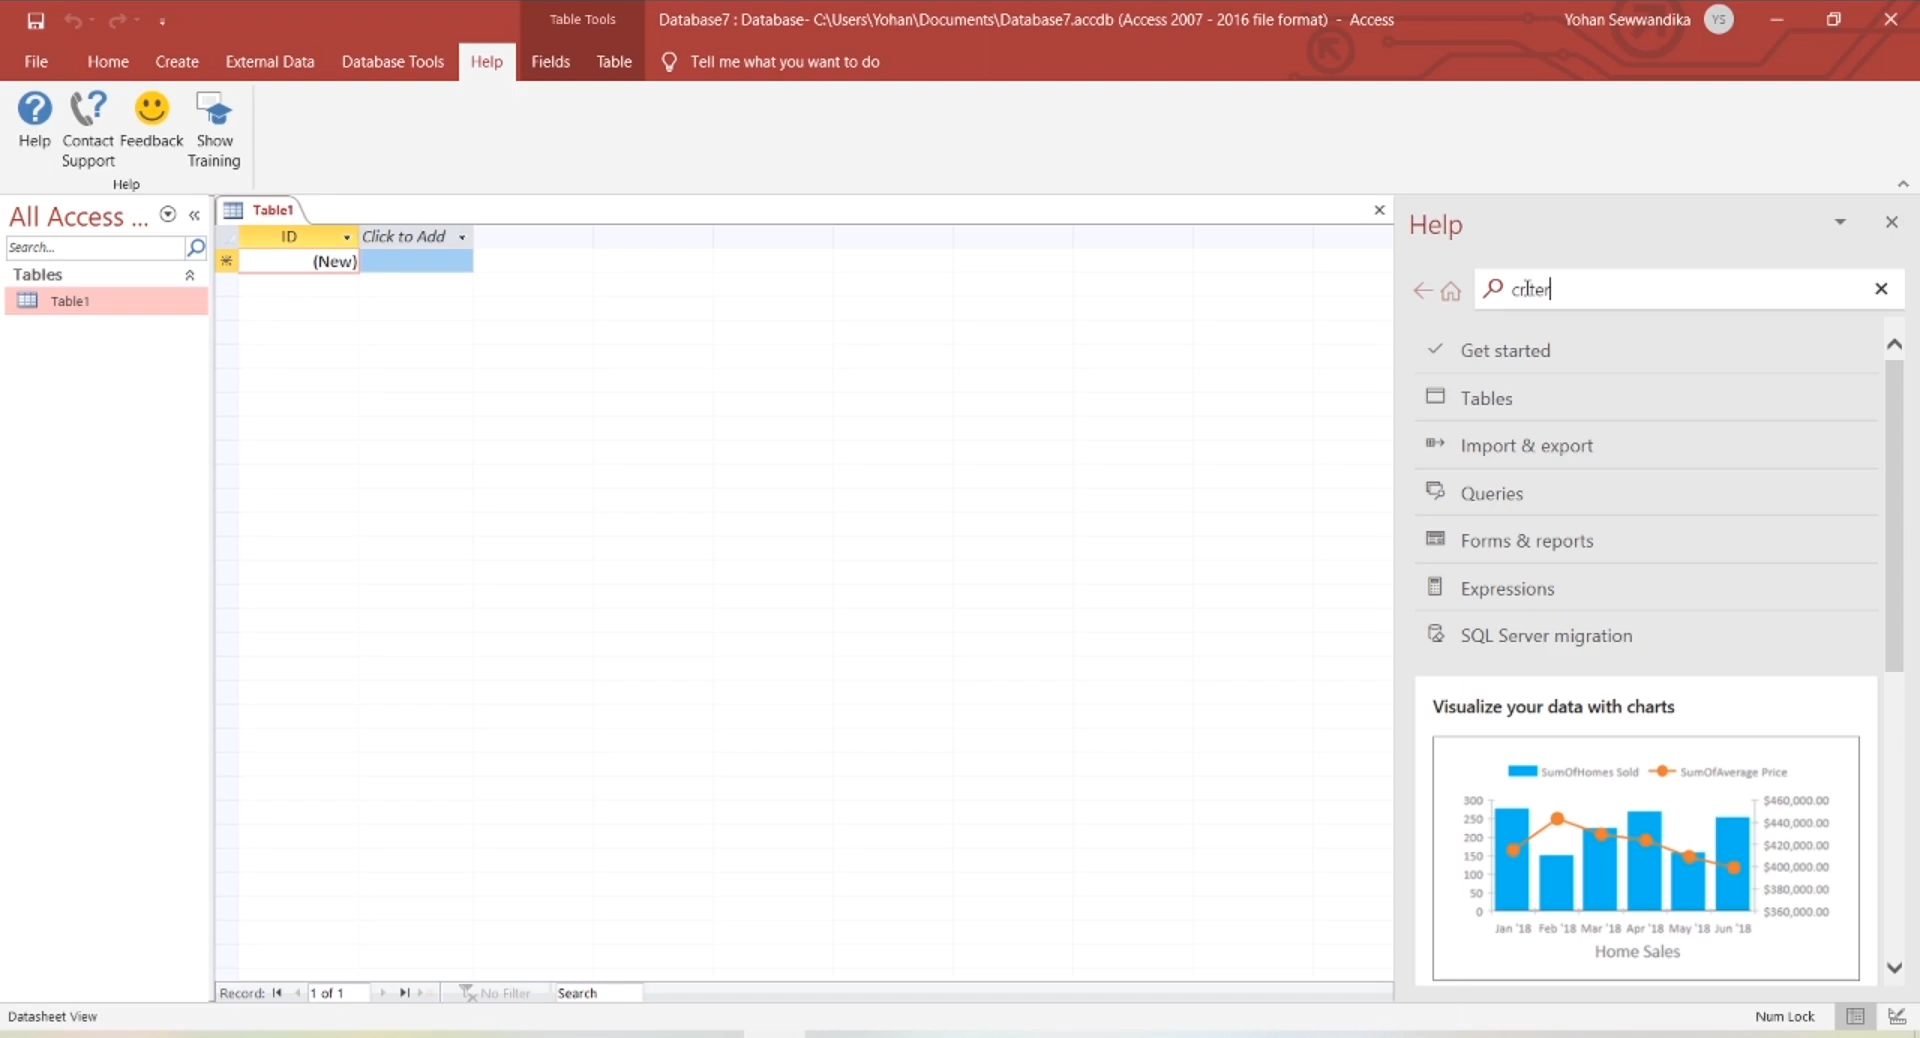 Table Tools
Database7 : Database- C:\Users\Yohan\Documents\Database7.accdb (Access 2007 - 2016 file format) - Access
Yohan Sewwandika
YS
File Home Create External Data Database Tools Help Fields Table Tell me what you want to do
Help Contact Support Feedback Show Training
Help
All Access ...
Search...
Tables
Table1
Table1
ID Click to Add
(New)
Help
criter
Get started
Tables
Import & export
Queries
Forms & reports
Expressions
SQL Server migration
Visualize your data with charts
SumOfHomes Sold SumOfAverage Price
300 $460,000.00
250 $440,000.00
200 $420,000.00
150 $400,000.00
100 $380,000.00
50 $360,000.00
0
Jan '18 Feb '18 Mar '18 Apr '18 May '18 Jun '18
Home Sales
Record: 1 of 1 No Filter Search
Datasheet View
Num Lock